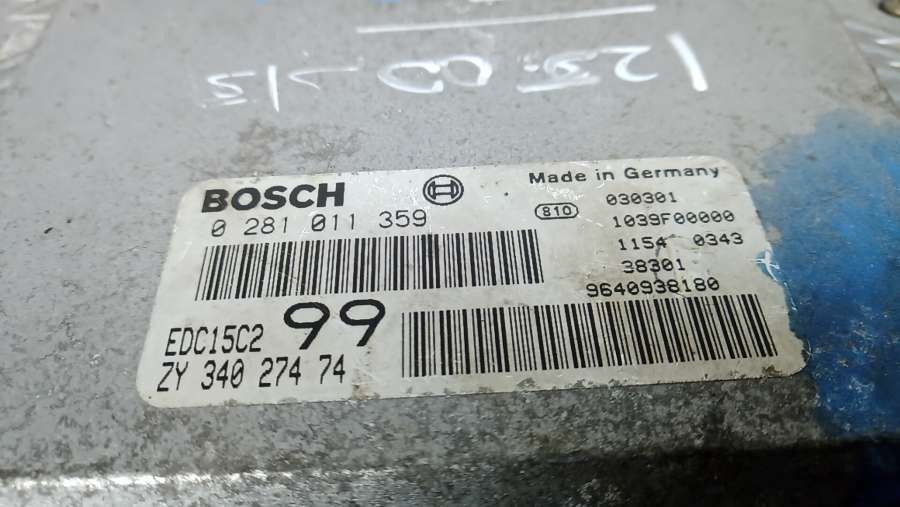 BOSCH
0 281 011 359
Made in Germany
810
030301
1039F00000
1154 0343
38301
9640938180
EDC15C2 99
ZY 340 274 74